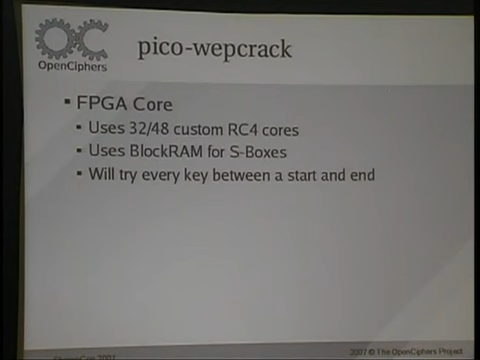 OpenCiphers
pico-wepcrack
FPGA Core
Uses 32/48 custom RC4 cores
Uses BlockRAM for S-Boxes
Will try every key between a start and end
2007 © The OpenCiphers Project